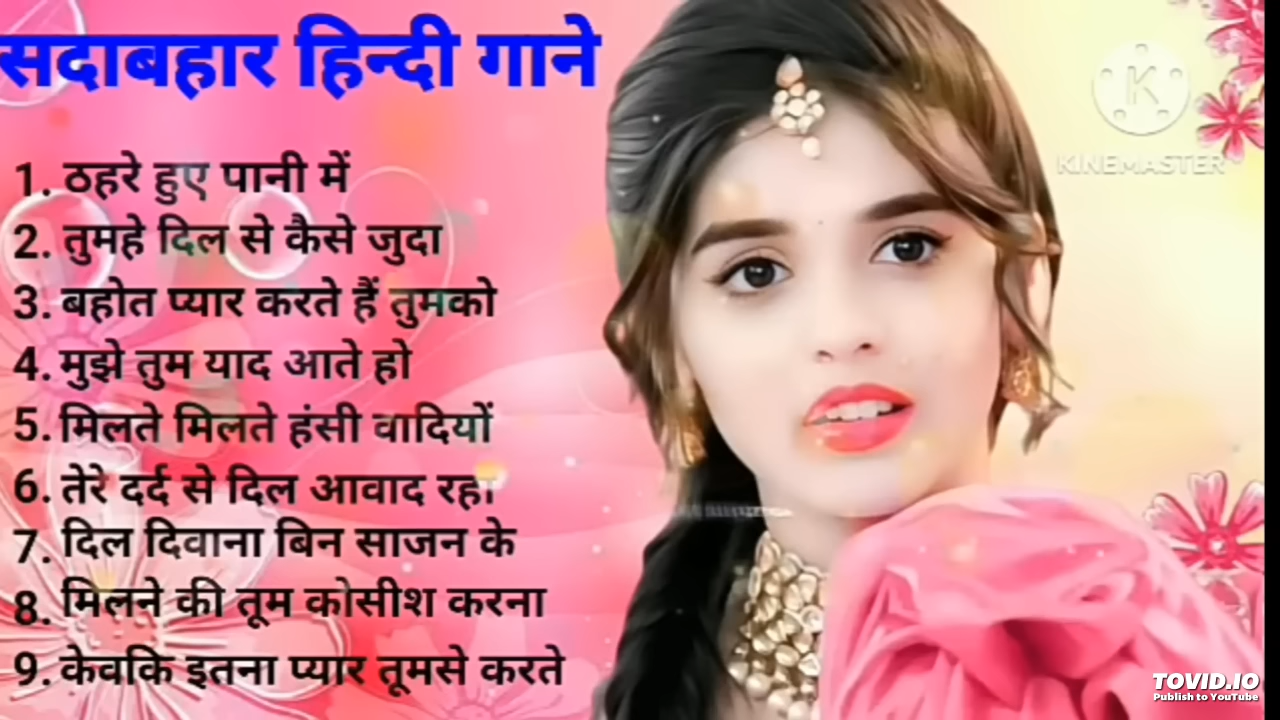 सदाबहार हिन्दी गाने
1. ठहरे हुए पानी में
2. तुमहे दिल से कैसे जुदा
3. बहोत प्यार करते हैं तुमको
4. मुझे तुम याद आते हो
5. मिलते मिलते हंसी वादियों
6. तेरे दर्द से दिल आवाद रहा
7. दिल दिवाना बिन साजन के
8. मिलने की तूम कोसीश करना
9. केवकि इतना प्यार तूमसे करते
K
KINEMASTER
TOVID.IO
Publish to YouTube